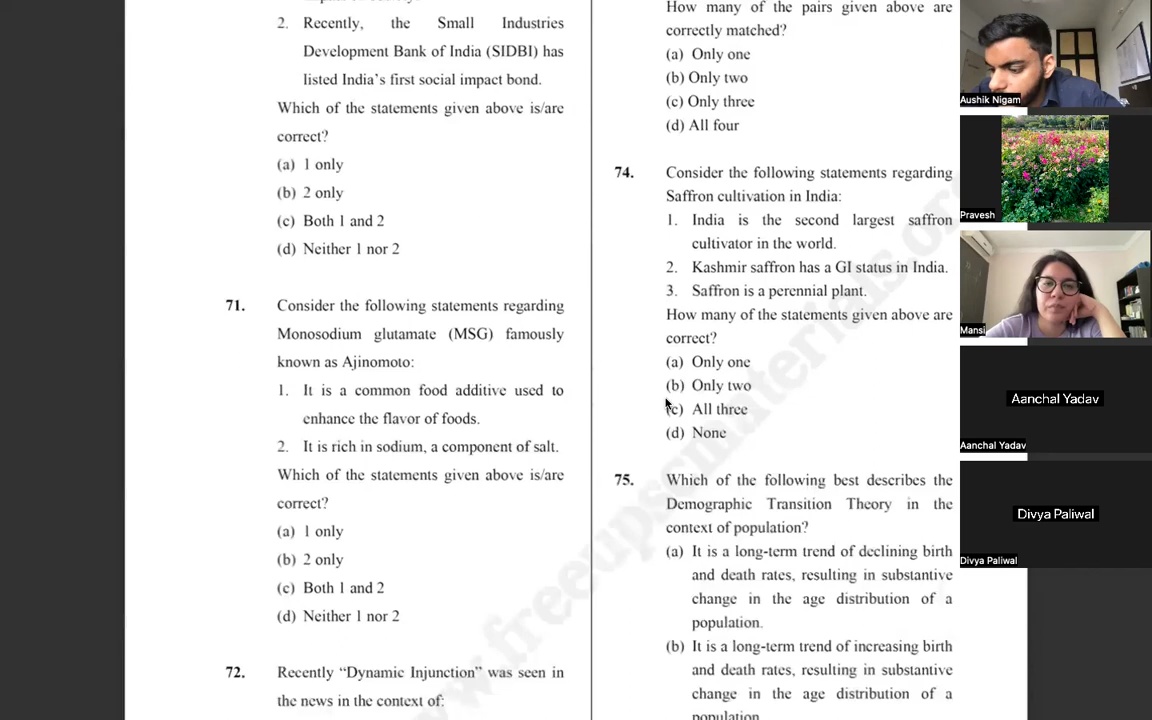 2. Recently, the Small Industries
Development Bank of India (SIDBI) has
listed India's first social impact bond.
Which of the statements given above is/are
correct?
(a) 1 only
(b) 2 only
(c) Both 1 and 2
(d) Neither 1 nor 2
71. Consider the following statements regarding
Monosodium glutamate (MSG) famously
known as Ajinomoto:
1. It is a common food additive used to
enhance the flavor of foods.
2. It is rich in sodium, a component of salt.
Which of the statements given above is/are
correct?
(a) 1 only
(b) 2 only
(c) Both 1 and 2
(d) Neither 1 nor 2
72. Recently “Dynamic Injunction” was seen in
the news in the context of:
How many of the pairs given above are
correctly matched?
(a) Only one
(b) Only two
(c) Only three
(d) All four
74. Consider the following statements regarding
Saffron cultivation in India:
1. India is the second largest saffron
cultivator in the world.
2. Kashmir saffron has a GI status in India.
3. Saffron is a perennial plant.
How many of the statements given above are
correct?
(a) Only one
(b) Only two
(c) All three
(d) None
75. Which of the following best describes the
Demographic Transition Theory in the
context of population?
(a) It is a long-term trend of declining birth
and death rates, resulting in substantive
change in the age distribution of a
population.
(b) It is a long-term trend of increasing birth
and death rates, resulting in substantive
change in the age distribution of a
population.
www.freeupscmaterials.org
Aushik Nigam
Pravesh
Mansi
Aanchal Yadav
Aanchal Yadav
Divya Paliwal
Divya Paliwal